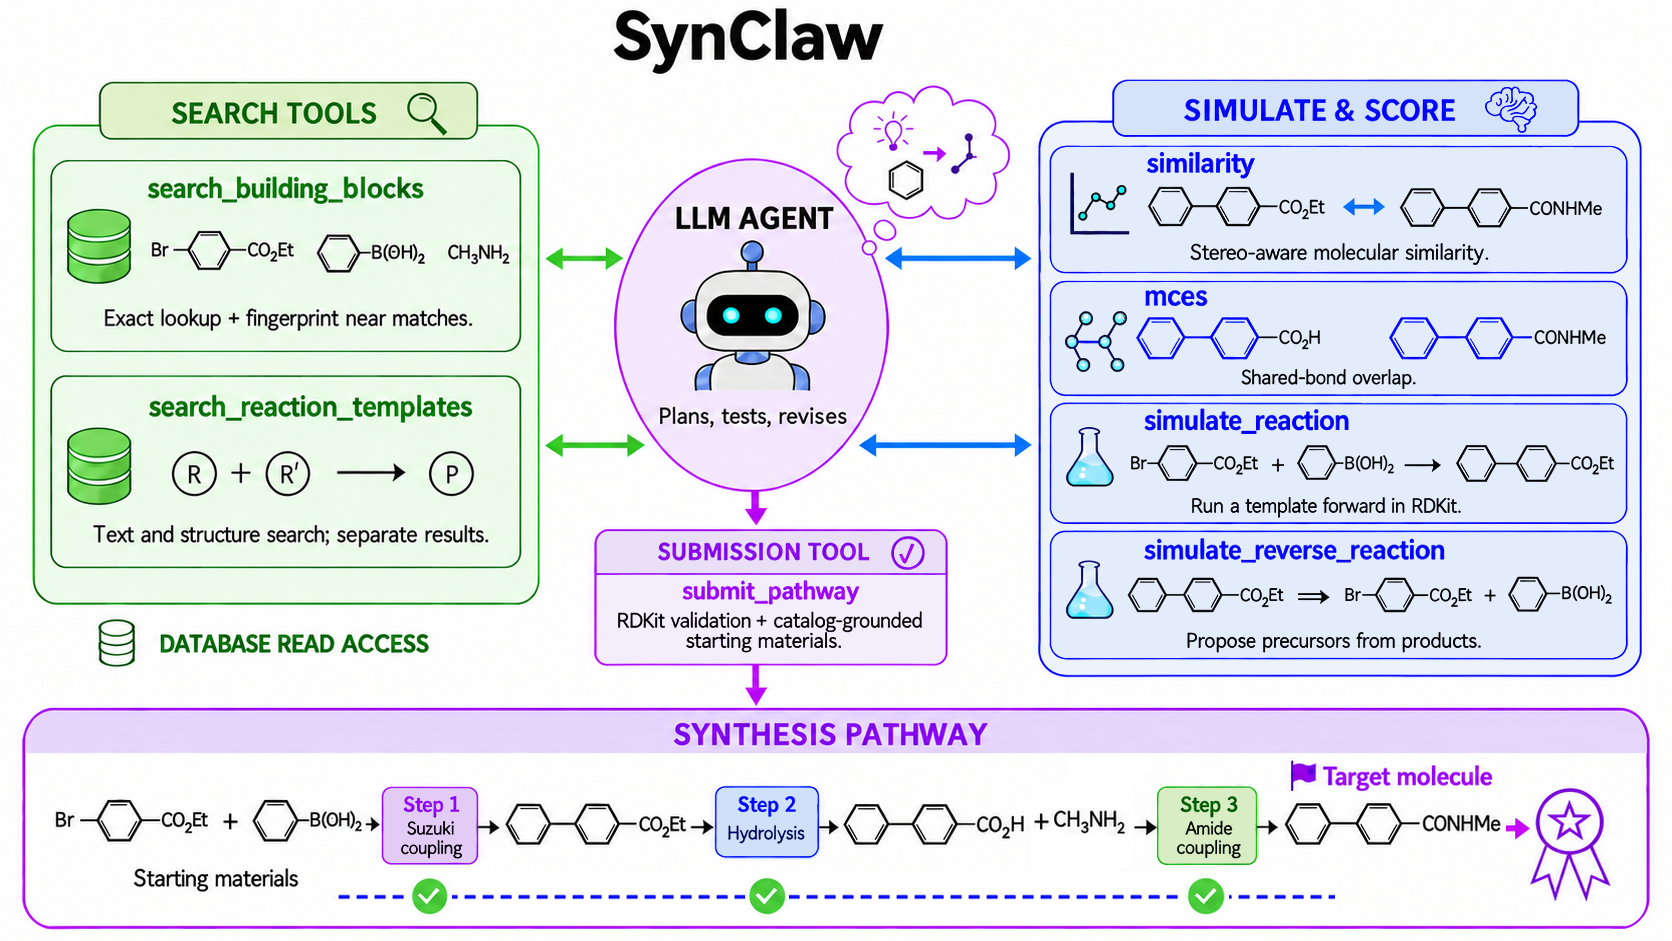 SynClaw
SEARCH TOOLS
search_building_blocks
Br
CO₂Et
B(OH)₂
CH₃NH₂
Exact lookup + fingerprint near matches.
search_reaction_templates
R + R′ P
Text and structure search; separate results.
DATABASE READ ACCESS
LLM AGENT
Plans, tests, revises
SUBMISSION TOOL
submit_pathway
RDKit validation + catalog-grounded
starting materials.
SIMULATE & SCORE
similarity
CO₂Et
CONHMe
Stereo-aware molecular similarity.
mces
CO₂H
CONHMe
Shared-bond overlap.
simulate_reaction
Br CO₂Et + B(OH)₂ CO₂Et
Run a template forward in RDKit.
simulate_reverse_reaction
CO₂Et Br CO₂Et + B(OH)₂
Propose precursors from products.
SYNTHESIS PATHWAY
Br CO₂Et + B(OH)₂
Starting materials
Step 1
Suzuki
coupling
CO₂Et
Step 2
Hydrolysis
CO₂H + CH₃NH₂
Step 3
Amide
coupling
Target molecule
CONHMe